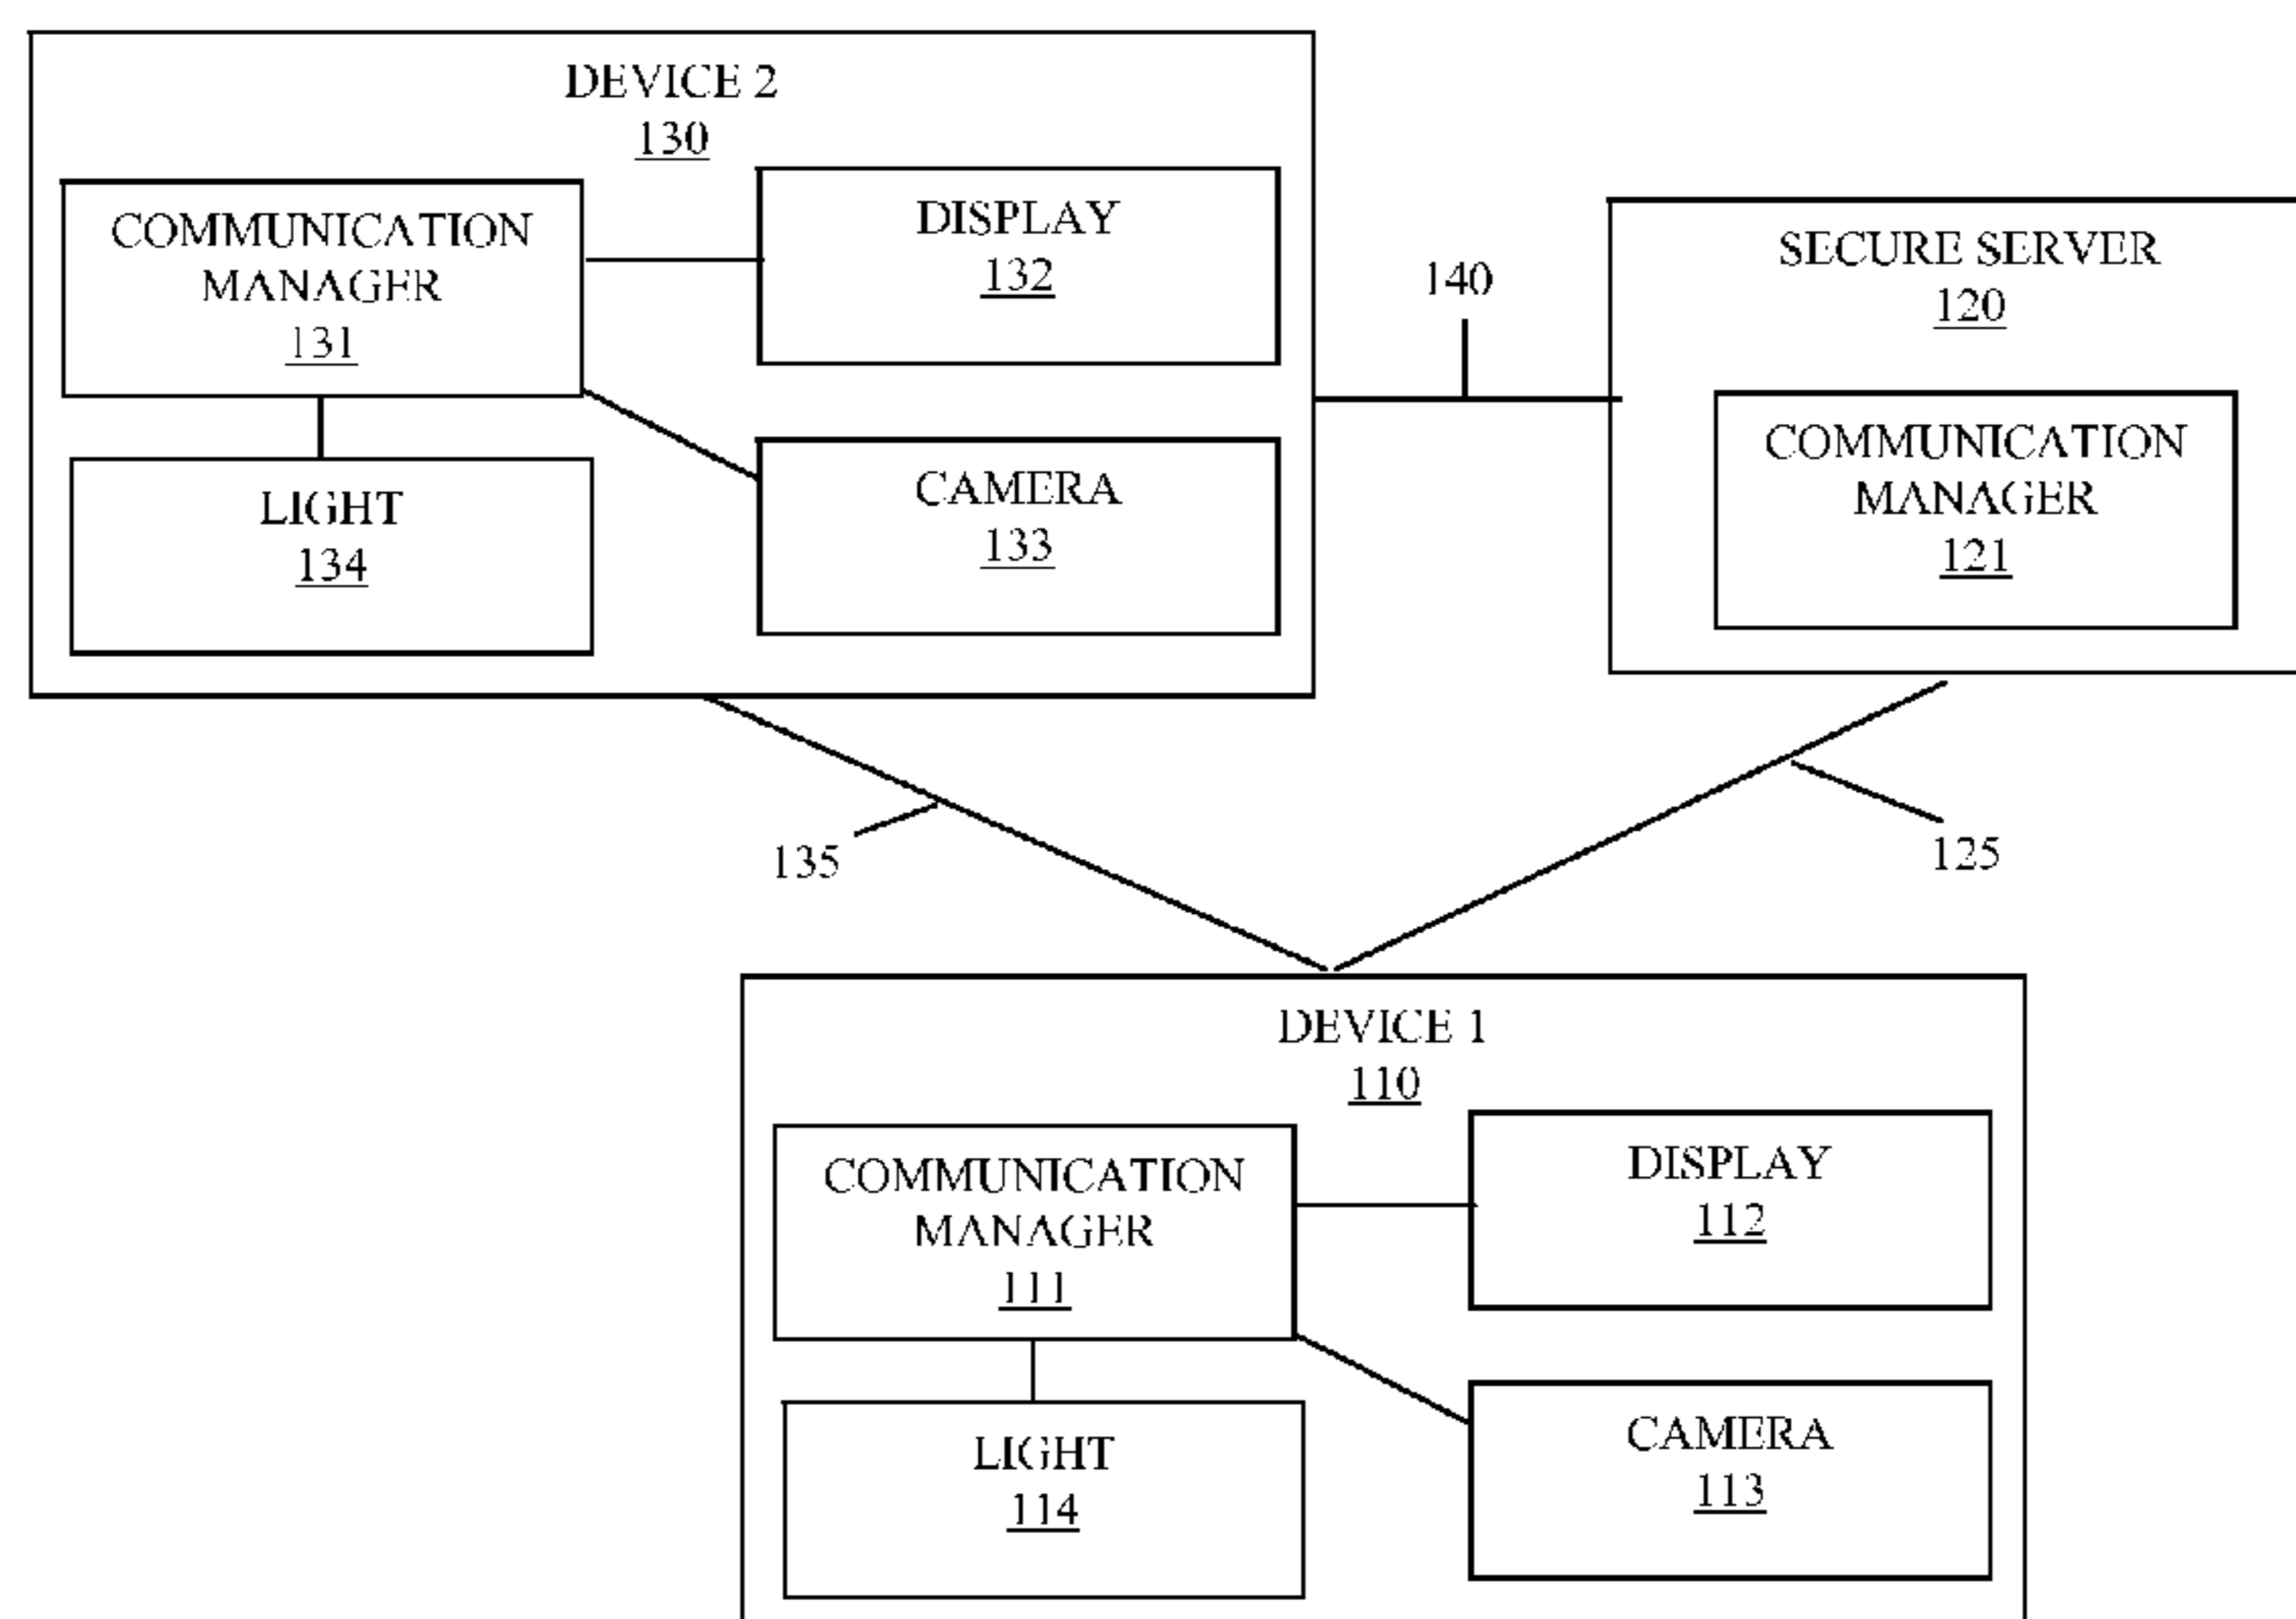 DEVICE 2
130
COMMUNICATION
MANAGER
131
DISPLAY
132
LIGHT
134
CAMERA
133
140
SECURE SERVER
120
COMMUNICATION
MANAGER
121
135
125
DEVICE 1
110
COMMUNICATION
MANAGER
111
DISPLAY
112
LIGHT
114
CAMERA
113